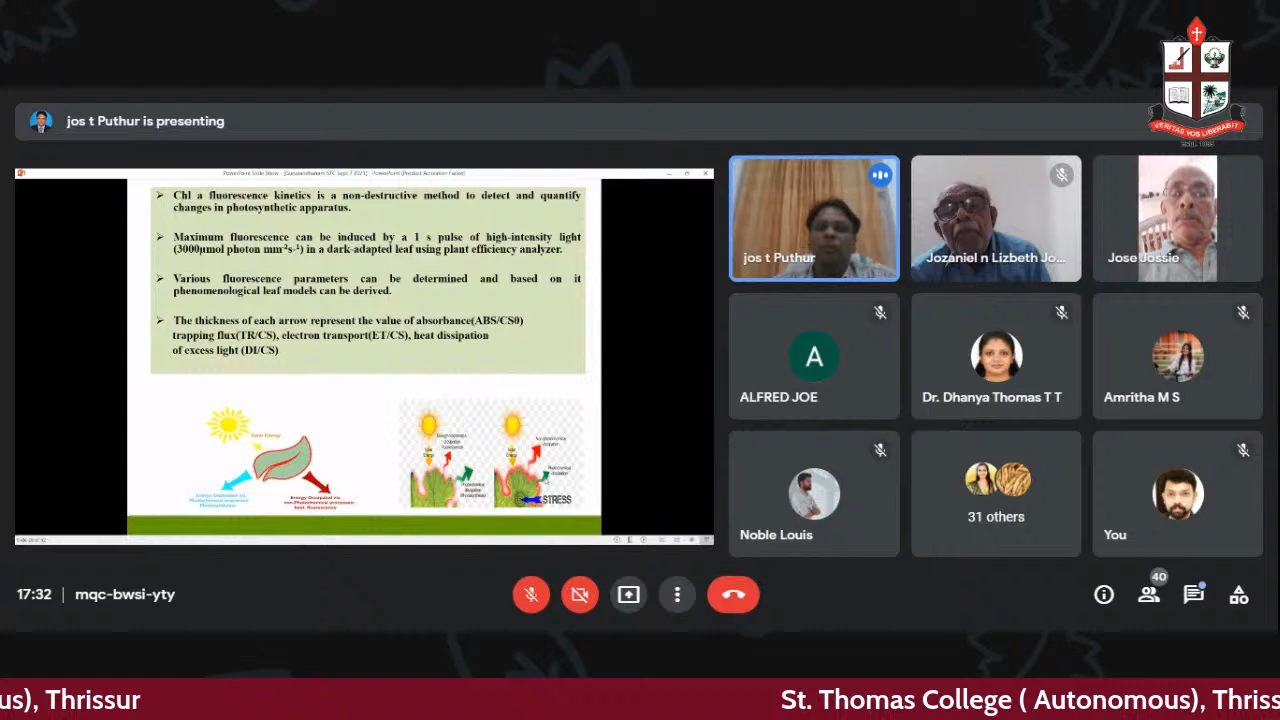 VERITAS VOS LIBERABIT
jos t Puthur is presenting
➢ Chl a fluorescence kinetics is a non-destructive method to detect and quantify
changes in photosynthetic apparatus.
➢ Maximum fluorescence can be induced by a 1 s pulse of high-intensity light
(3000μmol photon mm⁻²s⁻¹) in a dark-adapted leaf using plant efficiency analyzer.
➢ Various fluorescence parameters can be determined and based on it
phenomenological leaf models can be derived.
➢ The thickness of each arrow represent the value of absorbance(ABS/CS0)
trapping flux(TR/CS), electron transport(ET/CS), heat dissipation
of excess light (DI/CS)
Solar Energy
STRESS
jos t Puthur
Jozaniel n Lizbeth Jo...
Jose Jossie
A
ALFRED JOE
Dr. Dhanya Thomas T T
Amritha M S
Noble Louis
31 others
You
17:32 | mqc-bwsi-yty
40
us), Thrissur
St. Thomas College ( Autonomous), Thriss